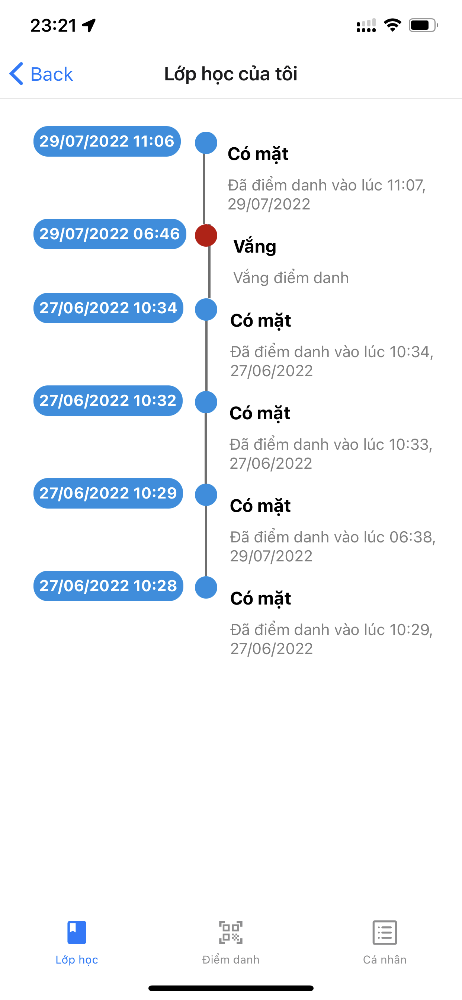 23:21
Back
Lớp học của tôi
29/07/2022 11:06
Có mặt
Đã điểm danh vào lúc 11:07,
29/07/2022
29/07/2022 06:46
Vắng
Vắng điểm danh
27/06/2022 10:34
Có mặt
Đã điểm danh vào lúc 10:34,
27/06/2022
27/06/2022 10:32
Có mặt
Đã điểm danh vào lúc 10:33,
27/06/2022
27/06/2022 10:29
Có mặt
Đã điểm danh vào lúc 06:38,
29/07/2022
27/06/2022 10:28
Có mặt
Đã điểm danh vào lúc 10:29,
27/06/2022
Lớp học
Điểm danh
Cá nhân